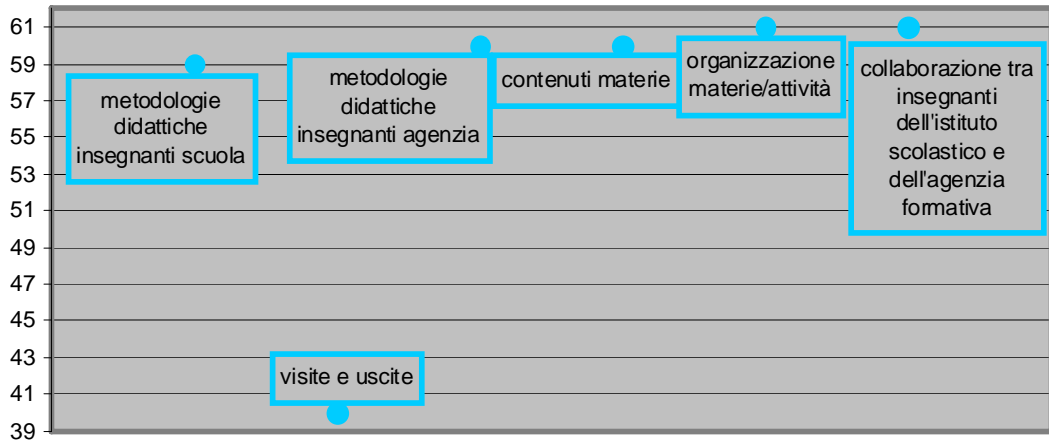 61
59
57
55
53
51
49
47
45
43
41
39
metodologie
didattiche
insegnanti scuola
visite e uscite
metodologie
didattiche
insegnanti agenzia
contenuti materie
organizzazione
materie/attività
collaborazione tra
insegnanti
dell'istituto
scolastico e
dell'agenzia
formativa